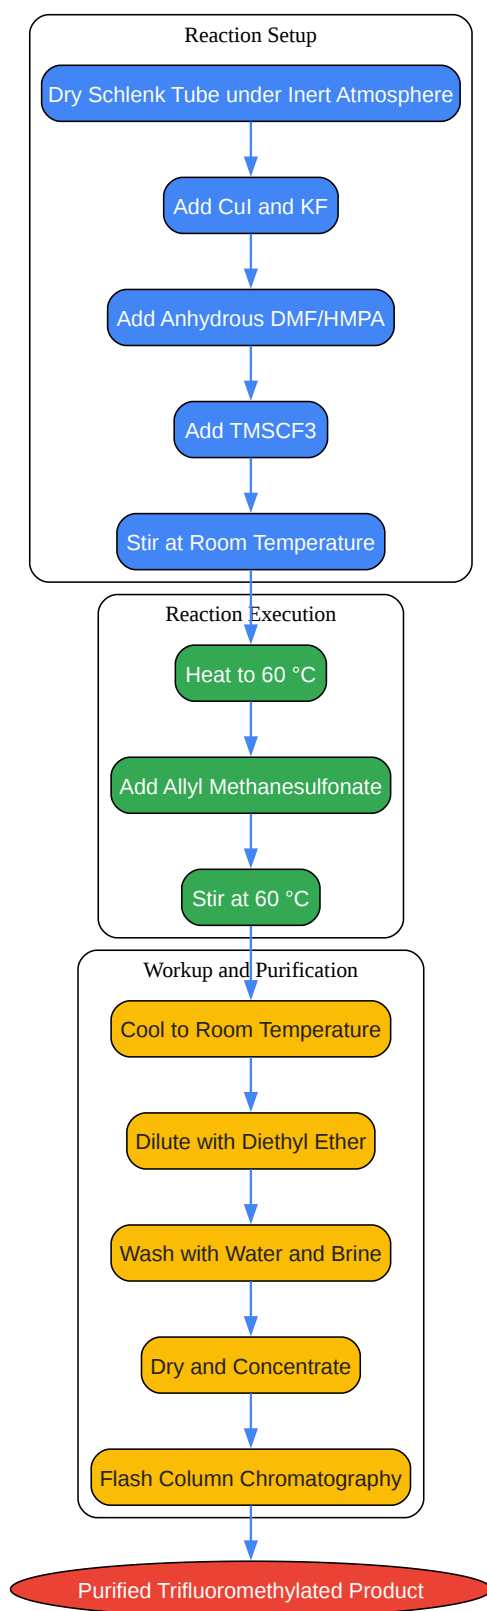 Reaction Setup
Dry Schlenk Tube under Inert Atmosphere
Add CuI and KF
Add Anhydrous DMF/HMPA
Add TMSCF3
Stir at Room Temperature
Reaction Execution
Heat to 60 °C
Add Allyl Methanesulfonate
Stir at 60 °C
Workup and Purification
Cool to Room Temperature
Dilute with Diethyl Ether
Wash with Water and Brine
Dry and Concentrate
Flash Column Chromatography
Purified Trifluoromethylated Product